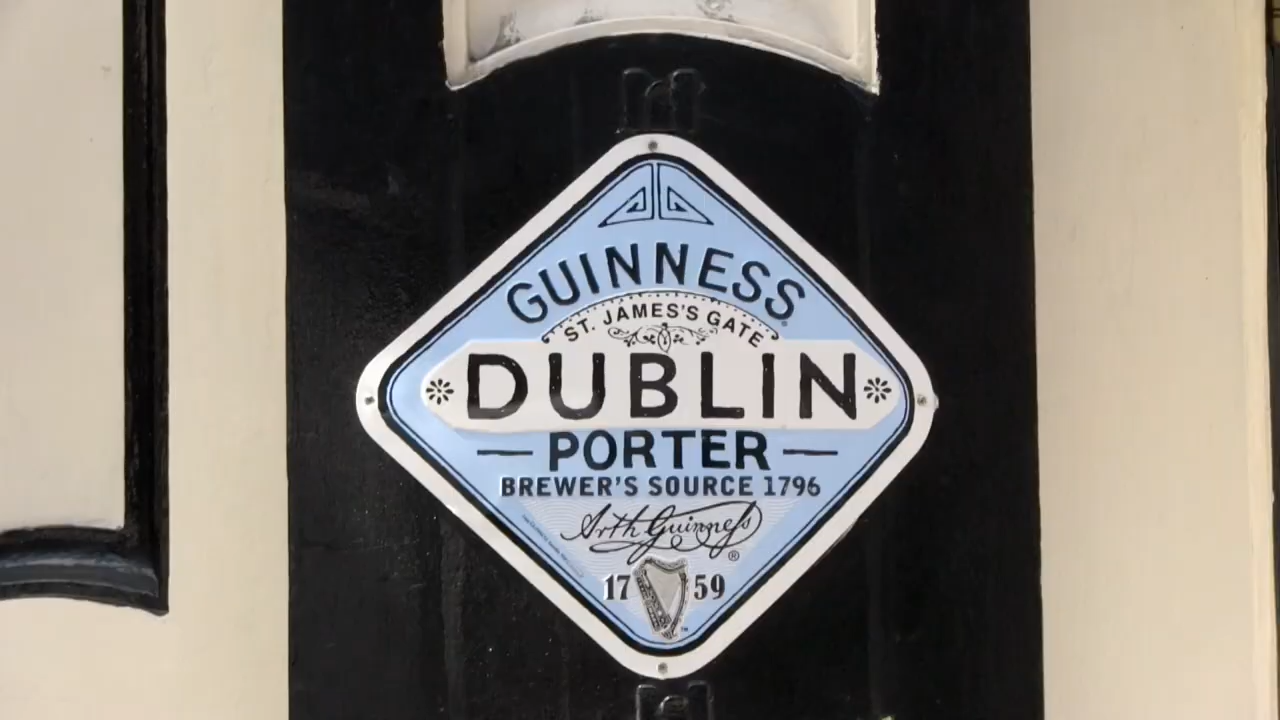 GUINNESS
ST. JAMES'S GATE
DUBLIN
PORTER
BREWER'S SOURCE 1796
Arth Guinness
®
17 59